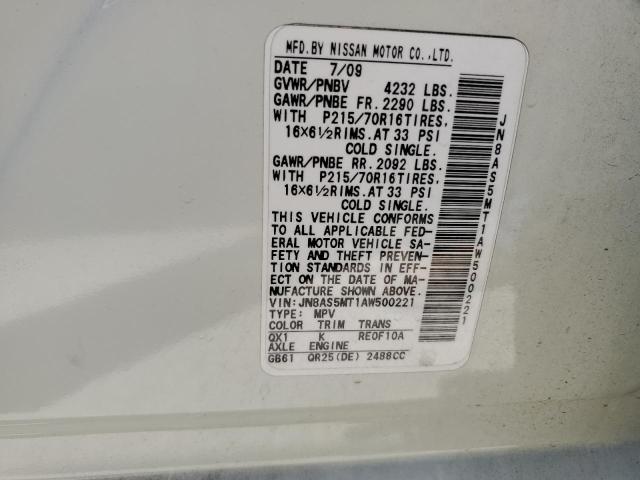 MFD.BY NISSAN MOTOR CO.,LTD.
DATE 7/09
GVWR/PNBV 4232 LBS.
GAWR/PNBE FR. 2290 LBS.
WITH P215/70R16TIRES,
16X6½RIMS.AT 33 PSI
COLD SINGLE.
GAWR/PNBE RR. 2092 LBS.
WITH P215/70R16TIRES,
16X6½RIMS.AT 33 PSI
COLD SINGLE.
THIS VEHICLE CONFORMS
TO ALL APPLICABLE FED-
ERAL MOTOR VEHICLE SA-
FETY AND THEFT PREVEN-
TION STANDARDS IN EFF-
ECT ON THE DATE OF MA-
NUFACTURE SHOWN ABOVE.
VIN:JN8AS5MT1AW500221
TYPE: MPV
COLOR TRIM TRANS
QX1 K RE0F10A
AXLE ENGINE
GB61 QR25(DE) 2488CC
JN8AS5MT1AW500221